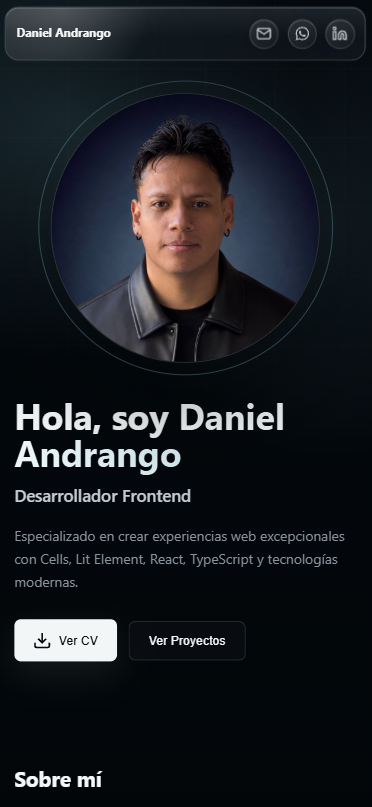 Daniel Andrango
Hola, soy Daniel
Andrango
Desarrollador Frontend
Especializado en crear experiencias web excepcionales
con Cells, Lit Element, React, TypeScript y tecnologías
modernas.
Ver CV
Ver Proyectos
Sobre mí